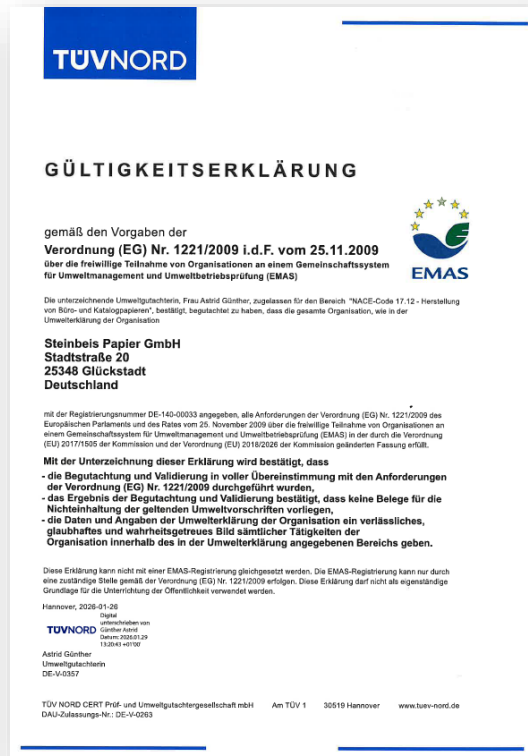 TÜVNORD
GÜLTIGKEITSERKLÄRUNG
gemäß den Vorgaben der
Verordnung (EG) Nr. 1221/2009 i.d.F. vom 25.11.2009
über die freiwillige Teilnahme von Organisationen an einem Gemeinschaftssystem
für Umweltmanagement und Umweltbetriebsprüfung (EMAS)
EMAS
Die unterzeichnende Umweltgutachterin, Frau Astrid Günther, zugelassen für den Bereich "NACE-Code 17.12 - Herstellung
von Büro- und Katalogpapieren", bestätigt, begutachtet zu haben, dass die gesamte Organisation, wie in der
Umwelterklärung der Organisation
Steinbeis Papier GmbH
Stadtstraße 20
25348 Glückstadt
Deutschland
mit der Registrierungsnummer DE-140-00033 angegeben, alle Anforderungen der Verordnung (EG) Nr. 1221/2009 des
Europäischen Parlaments und des Rates vom 25. November 2009 über die freiwillige Teilnahme von Organisationen an
einem Gemeinschaftssystem für Umweltmanagement und Umweltbetriebsprüfung (EMAS) in der durch die Verordnung
(EU) 2017/1505 der Kommission und der Verordnung (EU) 2018/2026 der Kommission geänderten Fassung erfüllt.
Mit der Unterzeichnung dieser Erklärung wird bestätigt, dass
- die Begutachtung und Validierung in voller Übereinstimmung mit den Anforderungen
der Verordnung (EG) Nr. 1221/2009 durchgeführt wurden,
- das Ergebnis der Begutachtung und Validierung bestätigt, dass keine Belege für die
Nichteinhaltung der geltenden Umweltvorschriften vorliegen,
- die Daten und Angaben der Umwelterklärung der Organisation ein verlässliches,
glaubhaftes und wahrheitsgetreues Bild sämtlicher Tätigkeiten der
Organisation innerhalb des in der Umwelterklärung angegebenen Bereichs geben.
Diese Erklärung kann nicht mit einer EMAS-Registrierung gleichgesetzt werden. Die EMAS-Registrierung kann nur durch
eine zuständige Stelle gemäß der Verordnung (EG) Nr. 1221/2009 erfolgen. Diese Erklärung darf nicht als eigenständige
Grundlage für die Unterrichtung der Öffentlichkeit verwendet werden.
Hannover, 2026-01-26
TÜVNORD
Digital
unterschrieben von
Günther Astrid
Datum: 2026.01.29
13:20:43 +01'00'
Astrid Günther
Umweltgutachterin
DE-V-0357
TÜV NORD CERT Prüf- und Umweltgutachtergesellschaft mbH Am TÜV 1 30519 Hannover www.tuev-nord.de
DAU-Zulassungs-Nr.: DE-V-0263